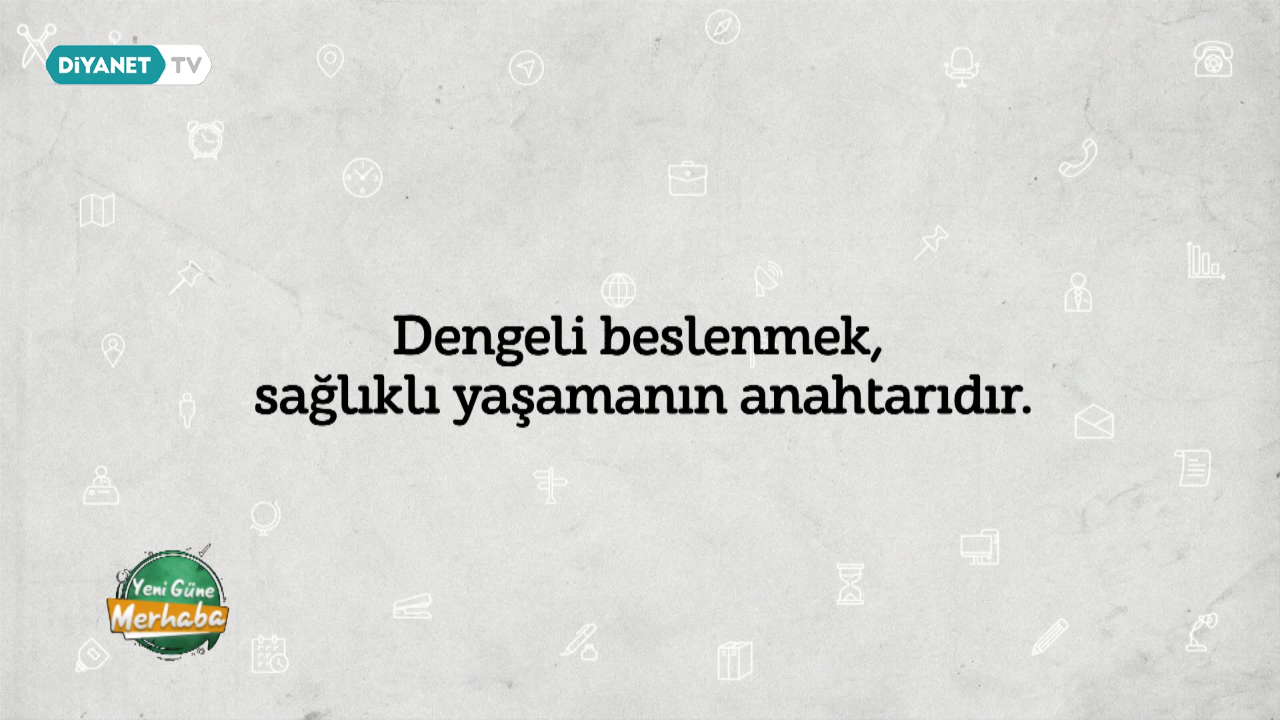 DİYANET TV
Dengeli beslenmek,
sağlıklı yaşamanın anahtarıdır.
Yeni Güne
Merhaba